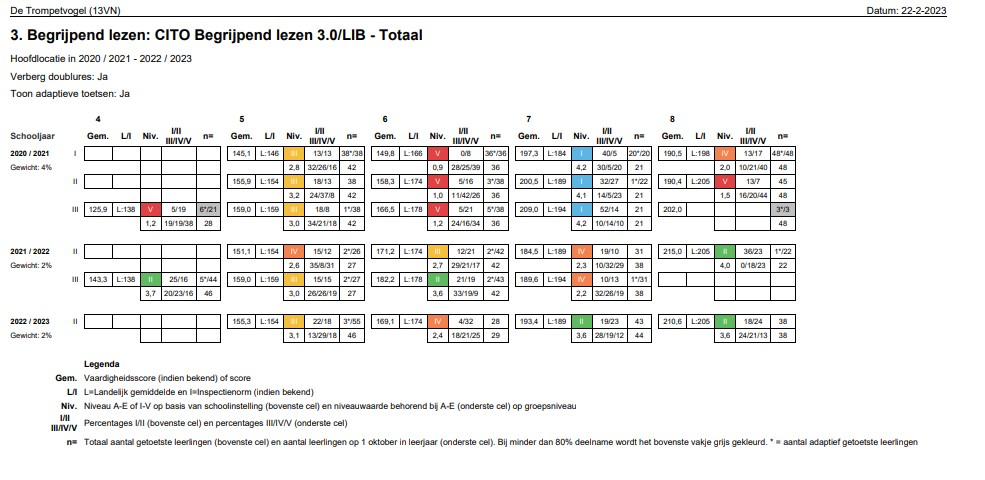 De Trompetvogel (13VN) Datum: 22-2-2023
3. Begrijpend lezen: CITO Begrijpend lezen 3.0/LIB - Totaal
Hoofdlocatie in 2020 / 2021 - 2022 / 2023
Verberg doublures: Ja
Toon adaptieve toetsen: Ja
4 5 6 7 8
Schooljaar Gem. L/I Niv. I/II III/IV/V n= Gem. L/I Niv. I/II III/IV/V n= Gem. L/I Niv. I/II III/IV/V n= Gem. L/I Niv. I/II III/IV/V n= Gem. L/I Niv. I/II III/IV/V n=
2020 / 2021 I 145,1 L:146 III 13/13 38*/38 149,8 L:166 V 0/8 36*/36 197,3 L:184 I 40/5 20*/20 190,5 L:198 IV 13/17 48*/48
Gewicht: 4% 2,8 32/26/16 42 0,9 28/25/39 36 4,2 30/5/20 21 2,0 10/21/40 48
II 155,9 L:154 III 18/13 38 158,3 L:174 V 5/16 3*/38 200,5 L:189 I 32/27 1*/22 190,4 L:205 V 13/7 45
3,2 24/37/8 42 1,0 11/42/26 36 4,1 14/5/23 21 1,5 16/20/44 48
III 125,9 L:138 V 5/19 6*/21 159,0 L:159 III 18/8 1*/38 166,5 L:178 V 5/21 5*/38 209,0 L:194 I 52/14 21 202,0 3*/3
1,2 19/19/38 28 3,0 34/21/18 42 1,2 24/16/34 36 4,2 10/14/10 21 48
2021 / 2022 II 151,1 L:154 IV 15/12 2*/26 171,2 L:174 III 12/21 2*/42 184,5 L:189 IV 19/10 31 215,0 L:205 II 36/23 1*/22
Gewicht: 2% 2,6 35/8/31 27 2,7 29/21/17 42 2,3 10/32/29 38 4,0 0/18/23 22
III 143,3 L:138 II 25/16 5*/44 159,0 L:159 III 15/15 2*/27 182,2 L:178 II 21/19 2*/43 189,6 L:194 IV 10/13 1*/31
3,7 20/23/16 46 3,0 26/26/19 27 3,6 33/19/9 42 2,2 32/26/19 38
2022 / 2023 II 155,3 L:154 III 22/18 3*/55 169,1 L:174 IV 4/32 28 193,4 L:189 II 19/23 43 210,6 L:205 II 18/24 38
Gewicht: 2% 3,1 13/29/18 46 2,4 18/21/25 29 3,6 28/19/12 44 3,6 24/21/13 38
Legenda
Gem. Vaardigheidsscore (indien bekend) of score
L/I L=Landelijk gemiddelde en I=Inspectienorm (indien bekend)
Niv. Niveau A-E of I-V op basis van schoolinstelling (bovenste cel) en niveauwaarde behorend bij A-E (onderste cel) op groepsniveau
I/II III/IV/V Percentages I/II (bovenste cel) en percentages III/IV/V (onderste cel)
n= Totaal aantal getoetste leerlingen (bovenste cel) en aantal leerlingen op 1 oktober in leerjaar (onderste cel). Bij minder dan 80% deelname wordt het bovenste vakje grijs gekleurd. * = aantal adaptief getoetste leerlingen